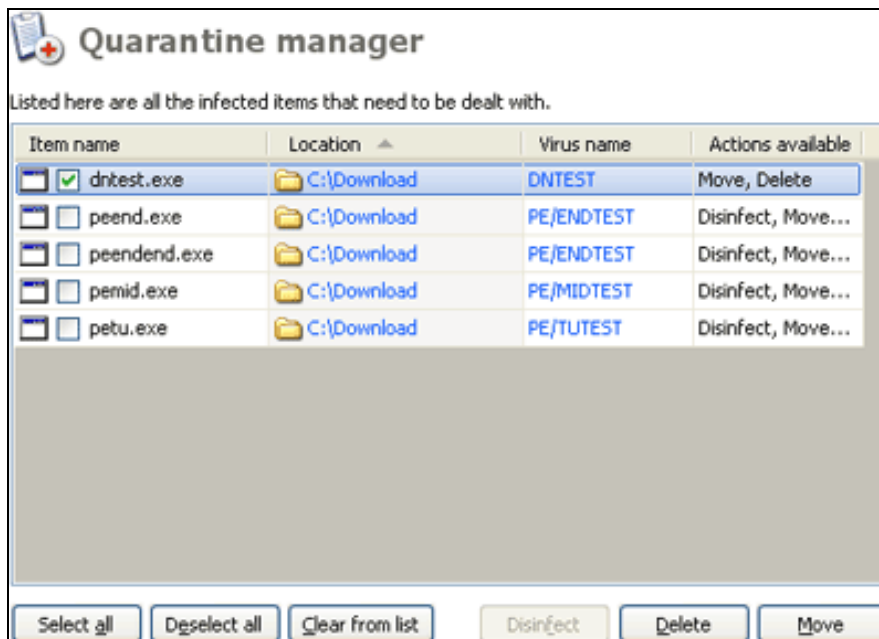 Quarantine manager
Listed here are all the infected items that need to be dealt with.
Item name Location Virus name Actions available
dntest.exe C:\Download DNTEST Move, Delete
peend.exe C:\Download PE/ENDTEST Disinfect, Move...
peendend.exe C:\Download PE/ENDTEST Disinfect, Move...
pemid.exe C:\Download PE/MIDTEST Disinfect, Move...
petu.exe C:\Download PE/TUTEST Disinfect, Move...
Select all Deselect all Clear from list Disinfect Delete Move